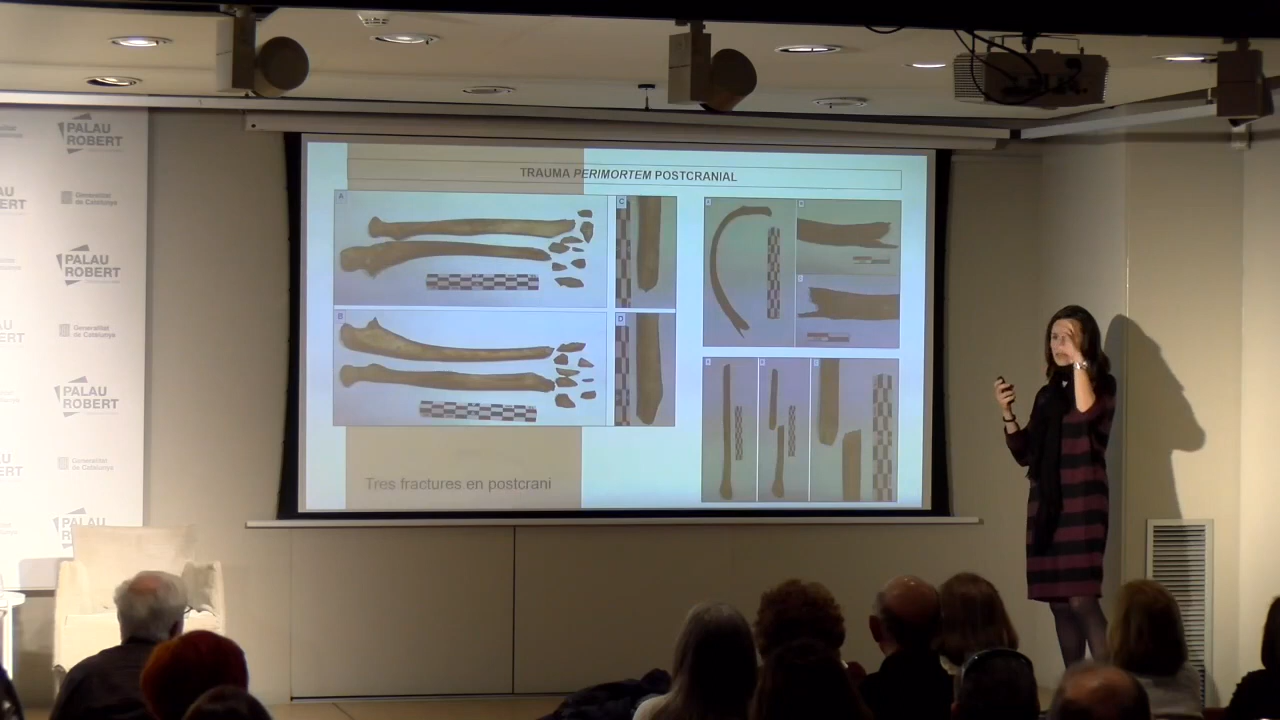 PALAU
ROBERT
Generalitat
de Catalunya
PALAU
ROBERT
Generalitat
de Catalunya
PALAU
ROBERT
PALAU
TRAUMA PERIMORTEM POSTCRANIAL
A
C
B
D
Tres fractures en postcrani